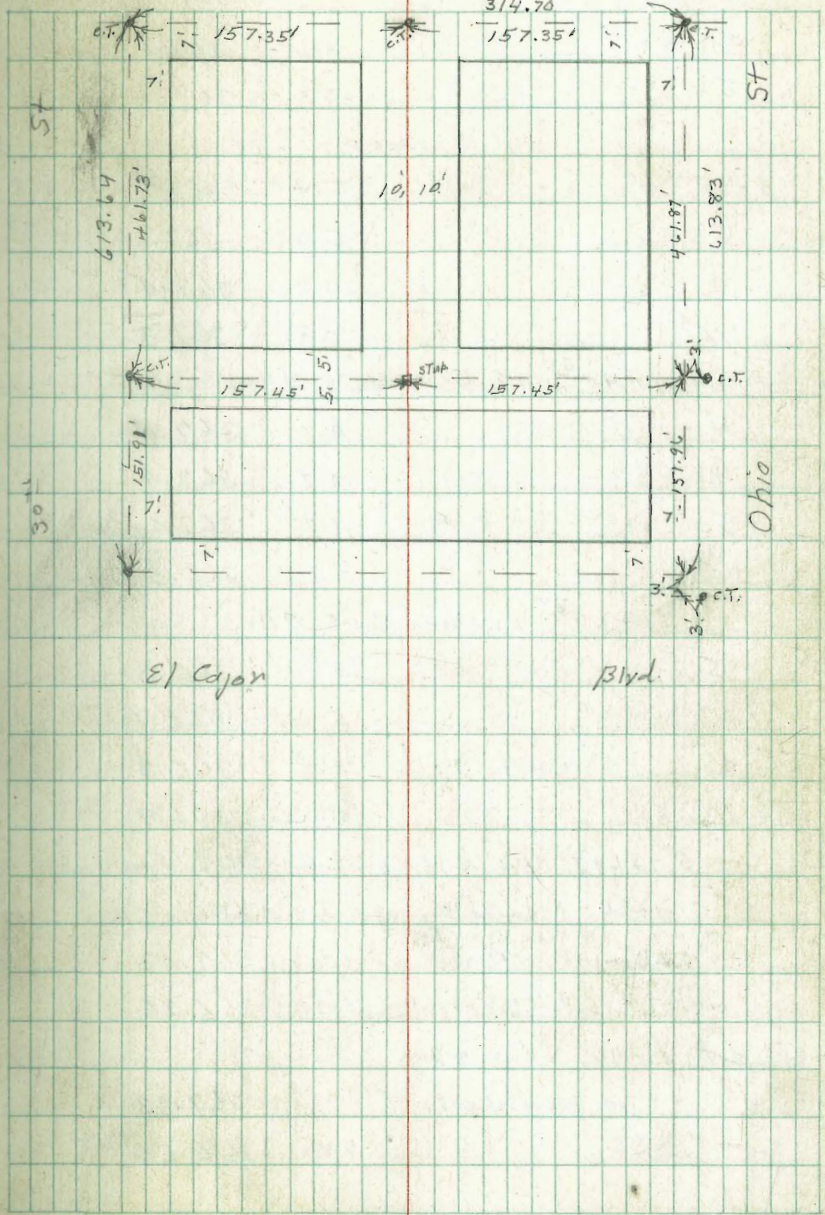 314.70
C.T. 157.35' C.T. 157.35' C.T.
7' 7'
7' 7'
St St.
10' 10'
613.64 461.73' 461.87' 613.83'
C.T. 5' STUB 3' C.T.
157.45' 5' 157.45'
151.91' 151.96'
30th 7' 7' Ohio
7' 7'
3' C.T.
3'
El Cajon Blvd.